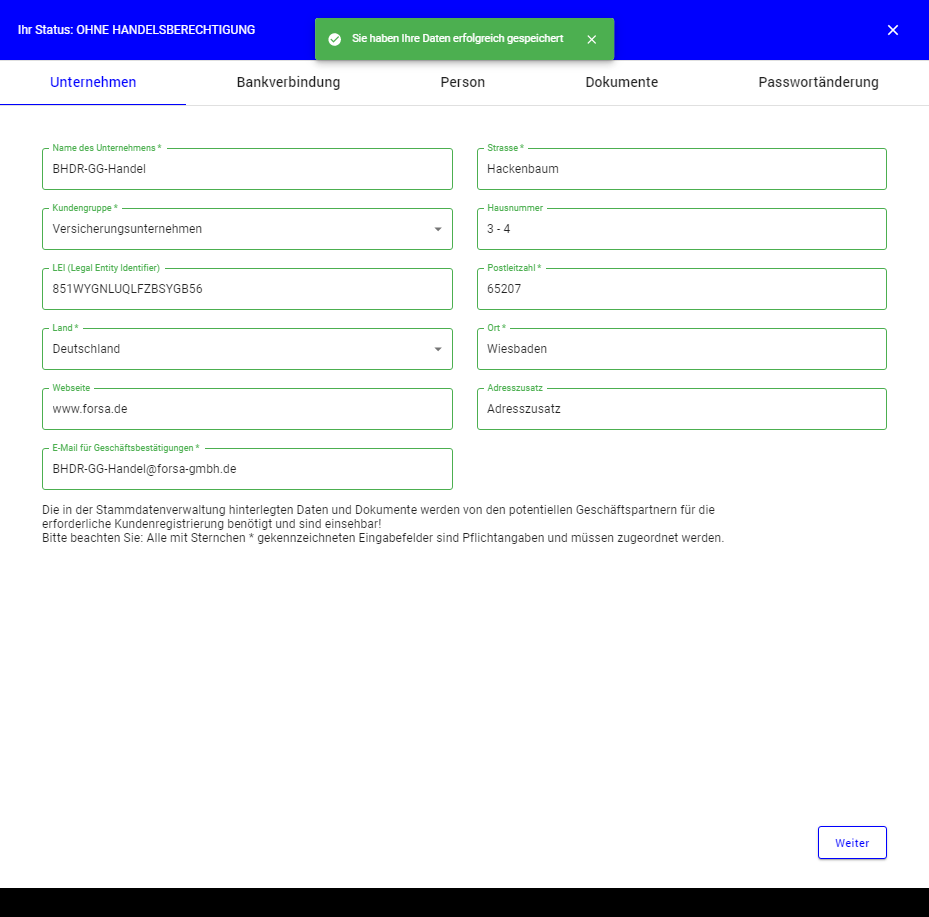 Ihr Status: OHNE HANDELSBERECHTIGUNG
Sie haben Ihre Daten erfolgreich gespeichert
Unternehmen
Bankverbindung
Person
Dokumente
Passwortänderung
Name des Unternehmens *
BHDR-GG-Handel
Strasse *
Hackenbaum
Kundengruppe *
Versicherungsunternehmen
Hausnummer
3 - 4
LEI (Legal Entity Identifier)
851WYGNLUQLFZBSYGB56
Postleitzahl *
65207
Land *
Deutschland
Ort *
Wiesbaden
Webseite
www.forsa.de
Adresszusatz
Adresszusatz
E-Mail für Geschäftsbestätigungen *
BHDR-GG-Handel@forsa-gmbh.de
Die in der Stammdatenverwaltung hinterlegten Daten und Dokumente werden von den potentiellen Geschäftspartnern für die
erforderliche Kundenregistrierung benötigt und sind einsehbar!
Bitte beachten Sie: Alle mit Sternchen * gekennzeichneten Eingabefelder sind Pflichtangaben und müssen zugeordnet werden.
Weiter